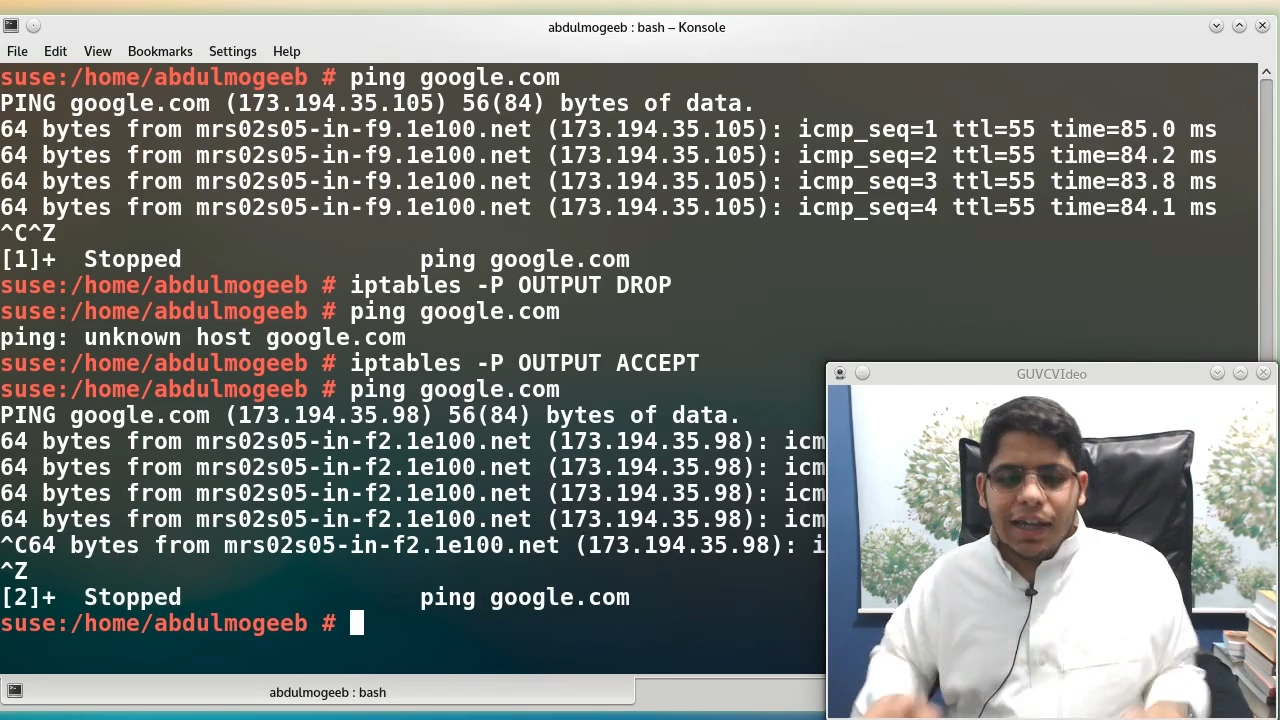 abdulmogeeb : bash – Konsole
File Edit View Bookmarks Settings Help
suse:/home/abdulmogeeb # ping google.com
PING google.com (173.194.35.105) 56(84) bytes of data.
64 bytes from mrs02s05-in-f9.1e100.net (173.194.35.105): icmp_seq=1 ttl=55 time=85.0 ms
64 bytes from mrs02s05-in-f9.1e100.net (173.194.35.105): icmp_seq=2 ttl=55 time=84.2 ms
64 bytes from mrs02s05-in-f9.1e100.net (173.194.35.105): icmp_seq=3 ttl=55 time=83.8 ms
64 bytes from mrs02s05-in-f9.1e100.net (173.194.35.105): icmp_seq=4 ttl=55 time=84.1 ms
^C^Z
[1]+  Stopped                 ping google.com
suse:/home/abdulmogeeb # iptables -P OUTPUT DROP
suse:/home/abdulmogeeb # ping google.com
ping: unknown host google.com
suse:/home/abdulmogeeb # iptables -P OUTPUT ACCEPT
suse:/home/abdulmogeeb # ping google.com
PING google.com (173.194.35.98) 56(84) bytes of data.
64 bytes from mrs02s05-in-f2.1e100.net (173.194.35.98): icm
64 bytes from mrs02s05-in-f2.1e100.net (173.194.35.98): icm
64 bytes from mrs02s05-in-f2.1e100.net (173.194.35.98): icm
64 bytes from mrs02s05-in-f2.1e100.net (173.194.35.98): icm
^C64 bytes from mrs02s05-in-f2.1e100.net (173.194.35.98): i
^Z
[2]+  Stopped                 ping google.com
suse:/home/abdulmogeeb #
GUVCVIdeo
abdulmogeeb : bash